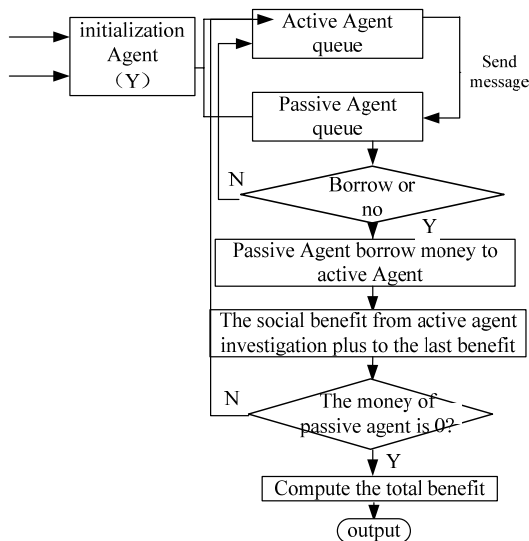 initialization
Agent
（Y）
Active Agent
queue
Send
message
Passive Agent
queue
N
Borrow or
no
Y
Passive Agent borrow money to
active Agent
The social benefit from active agent
investigation plus to the last benefit
N
The money of
passive agent is 0?
Y
Compute the total benefit
output